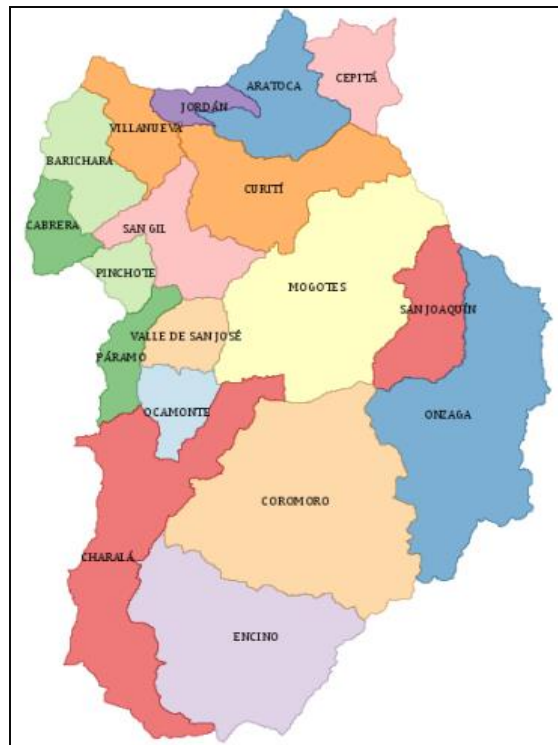 CEPITÁ
ARATOCA
JORDÁN
VILLANUEVA
BARICHARA
CURITÍ
CABRERA
SAN GIL
PINCHOTE
MOGOTES
SAN JOAQUÍN
VALLE DE SAN JOSÉ
PÁRAMO
OCAMONTE
ONZAGA
COROMORO
CHARALÁ
ENCINO